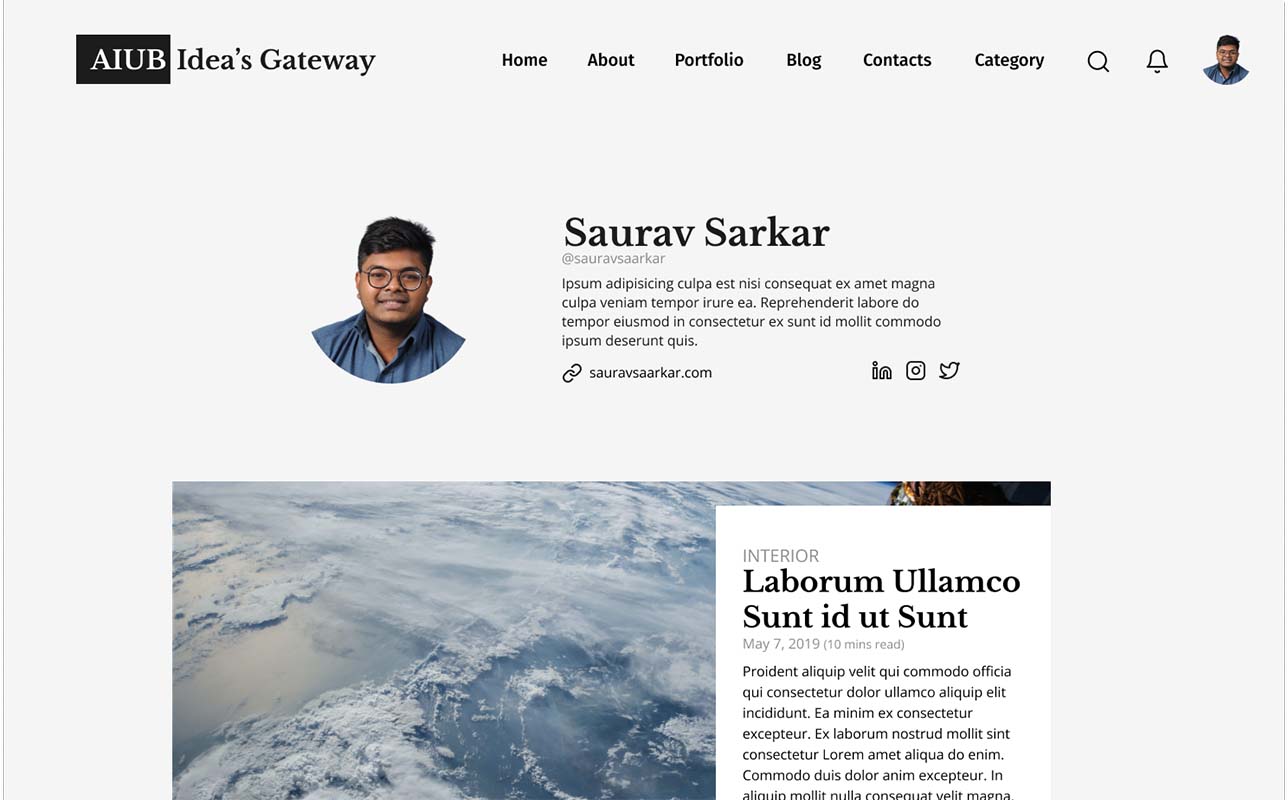 AIUB Idea’s Gateway
Home About Portfolio Blog Contacts Category
Saurav Sarkar
@sauravsaarkar
Ipsum adipisicing culpa est nisi consequat ex amet magna
culpa veniam tempor irure ea. Reprehenderit labore do
tempor eiusmod in consectetur ex sunt id mollit commodo
ipsum deserunt quis.
sauravsaarkar.com
INTERIOR
Laborum Ullamco
Sunt id ut Sunt
May 7, 2019 (10 mins read)
Proident aliquip velit qui commodo officia
qui consectetur dolor ullamco aliquip elit
incididunt. Ea minim ex consectetur
excepteur. Ex laborum nostrud mollit sint
consectetur Lorem amet aliqua do enim.
Commodo duis dolor anim excepteur. In
aliquip mollit nulla consequat velit magna.